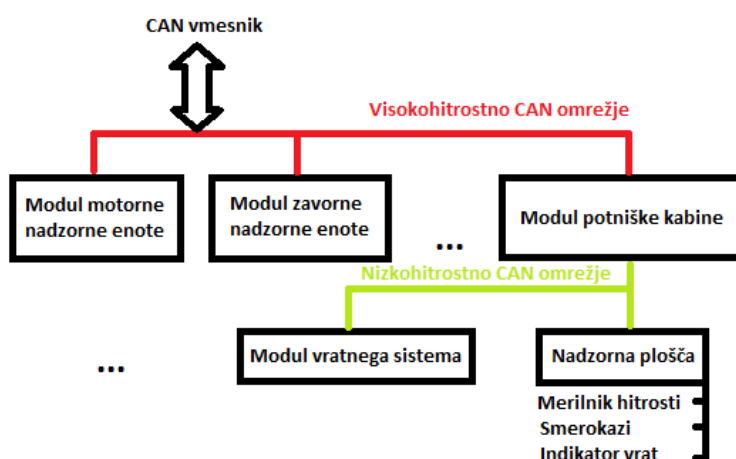 CAN vmesnik
Visokohitrostno CAN omrežje
Modul motorne
nadzorne enote
Modul zavorne
nadzorne enote
...
Modul potniške kabine
Nizkohitrostno CAN omrežje
...
Modul vratnega sistema
Nadzorna plošča
Merilnik hitrosti
Smerokazi
Indikator vrat